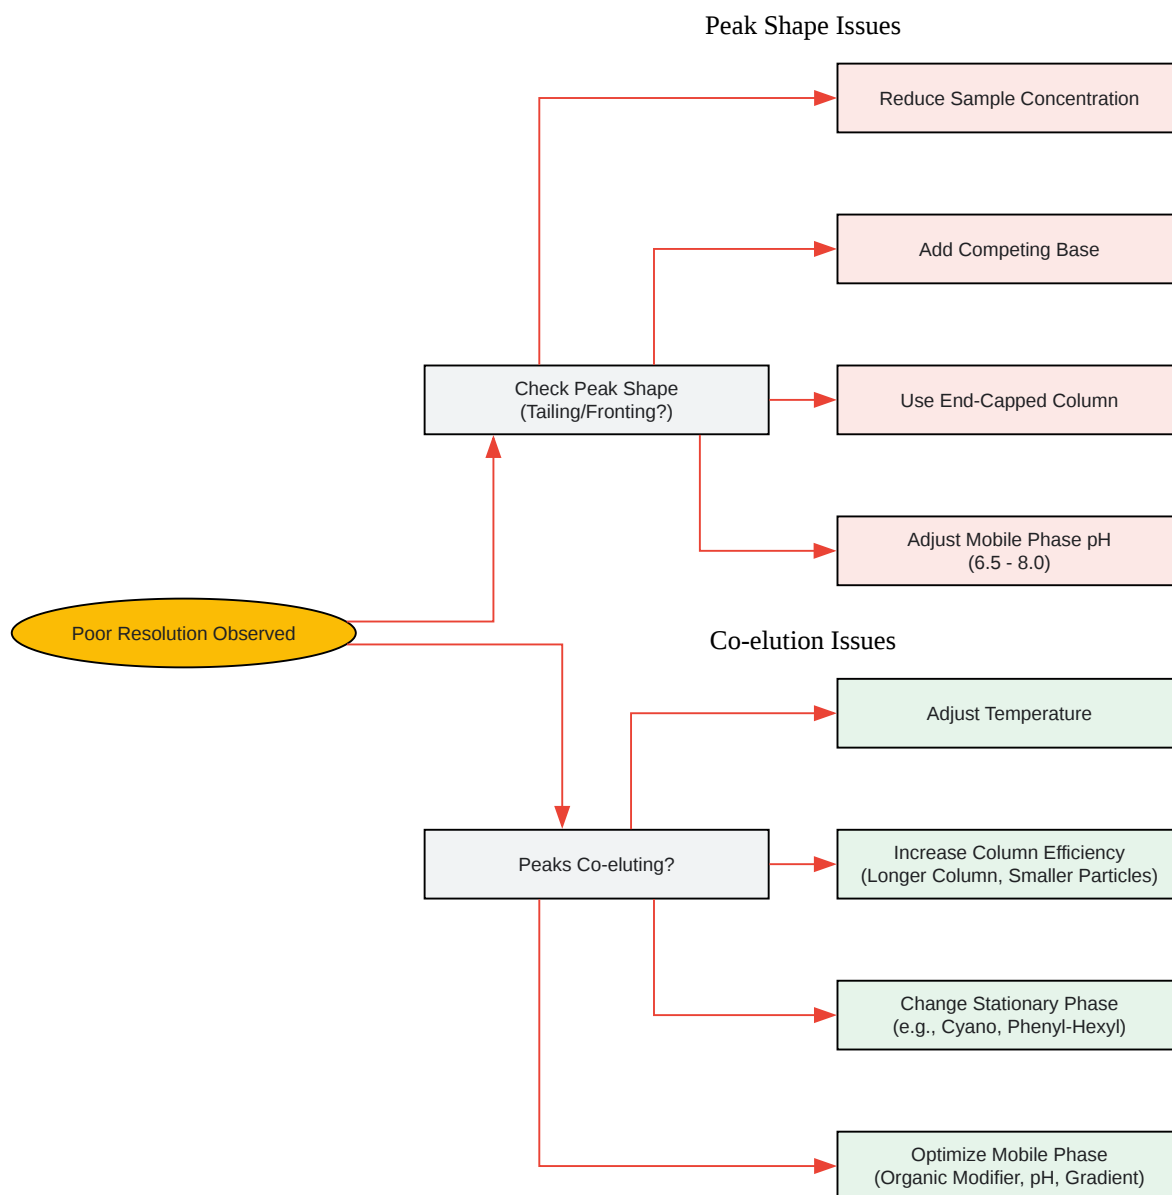 Peak Shape Issues
Reduce Sample Concentration
Add Competing Base
Check Peak Shape
(Tailing/Fronting?)
Use End-Capped Column
Adjust Mobile Phase pH
(6.5 - 8.0)
Poor Resolution Observed
Co-elution Issues
Adjust Temperature
Peaks Co-eluting?
Increase Column Efficiency
(Longer Column, Smaller Particles)
Change Stationary Phase
(e.g., Cyano, Phenyl-Hexyl)
Optimize Mobile Phase
(Organic Modifier, pH, Gradient)